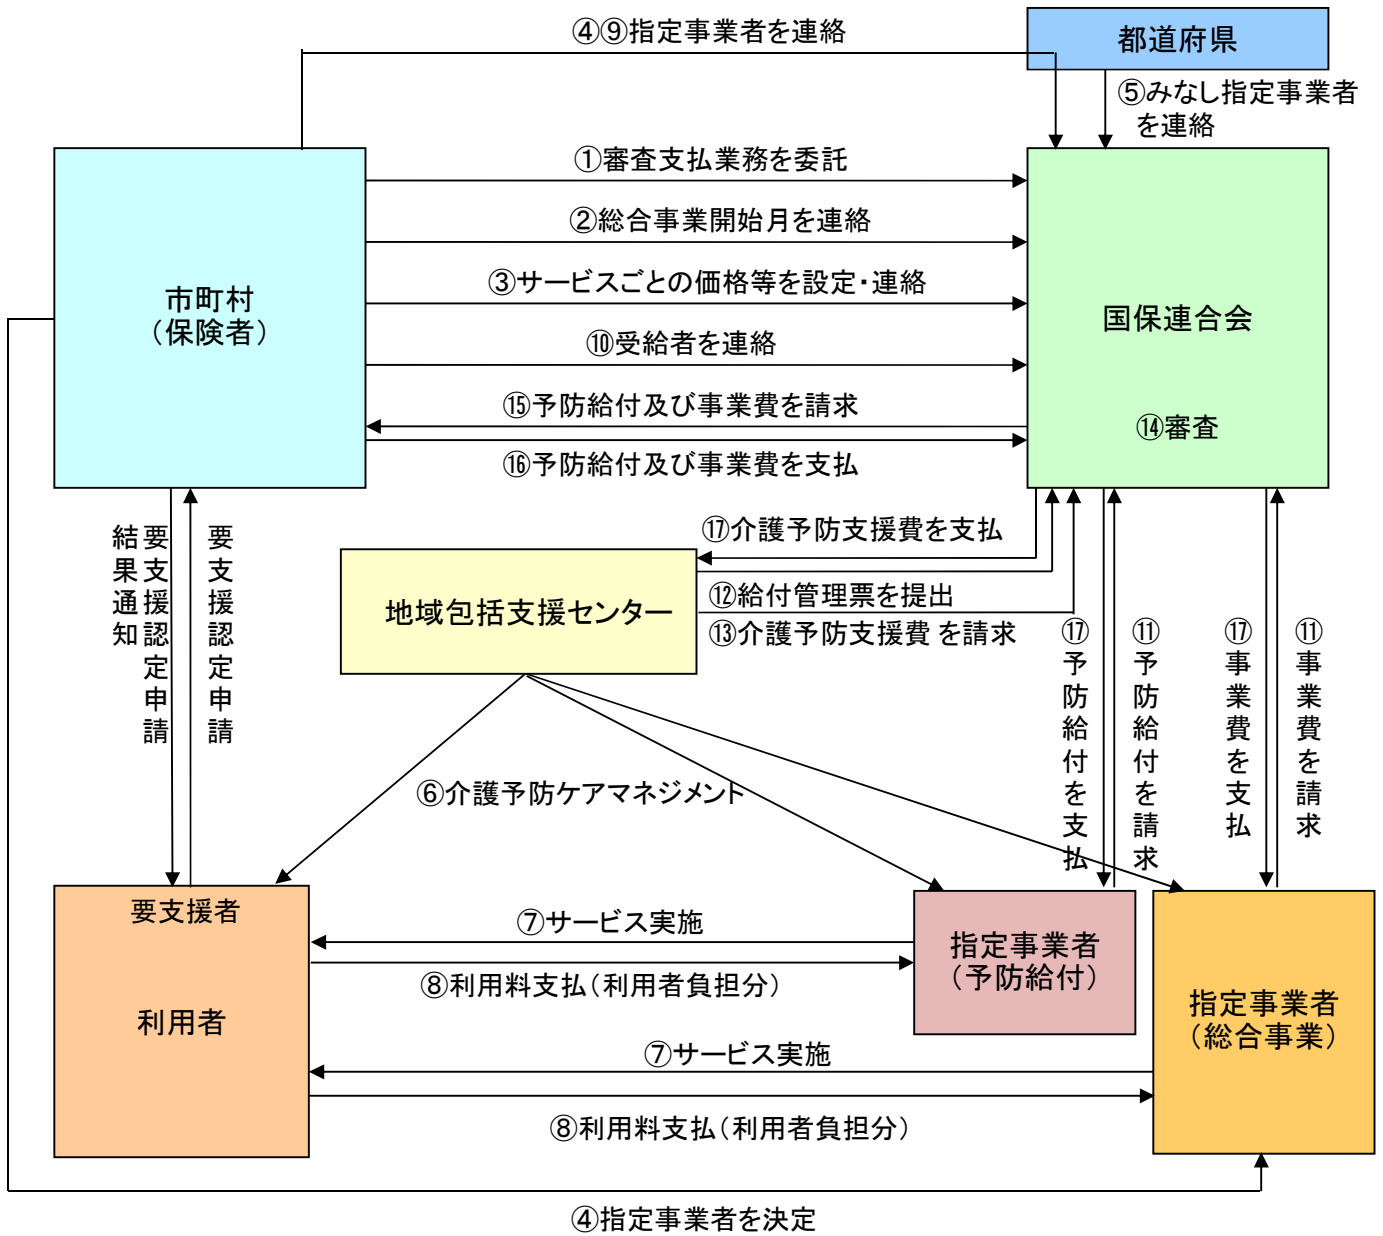 ④⑨指定事業者を連絡
都道府県
⑤みなし指定事業者
を連絡
①審査支払業務を委託
②総合事業開始月を連絡
③サービスごとの価格等を設定・連絡
市町村
（保険者）
国保連合会
⑩受給者を連絡
⑮予防給付及び事業費を請求
⑭審査
⑯予防給付及び事業費を支払
要支援認定申請
結果通知
要支援認定申請
⑰介護予防支援費を支払
地域包括支援センター
⑫給付管理票を提出
⑬介護予防支援費 を請求
⑰予防給付を支払
⑪予防給付を請求
⑰事業費を支払
⑪事業費を請求
⑥介護予防ケアマネジメント
要支援者
利用者
⑦サービス実施
⑧利用料支払（利用者負担分）
指定事業者
（予防給付）
指定事業者
（総合事業）
⑦サービス実施
⑧利用料支払（利用者負担分）
④指定事業者を決定